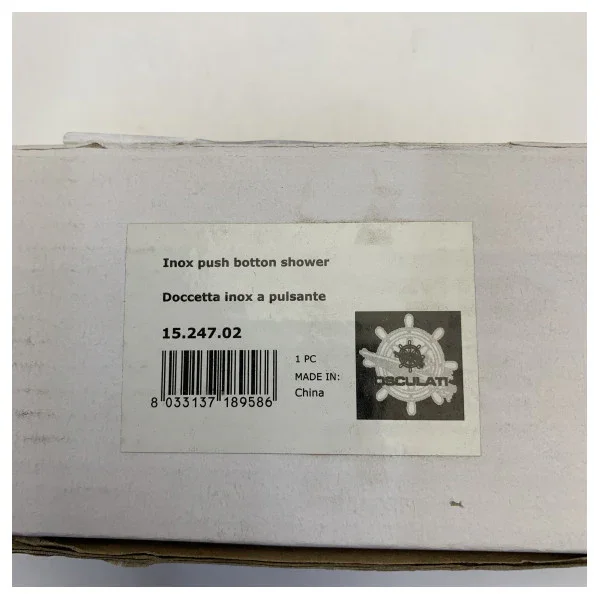 Inox push botton shower
Doccetta inox a pulsante
15.247.02
8 033137 189586
1 PC
MADE IN:
China
OSCULATI